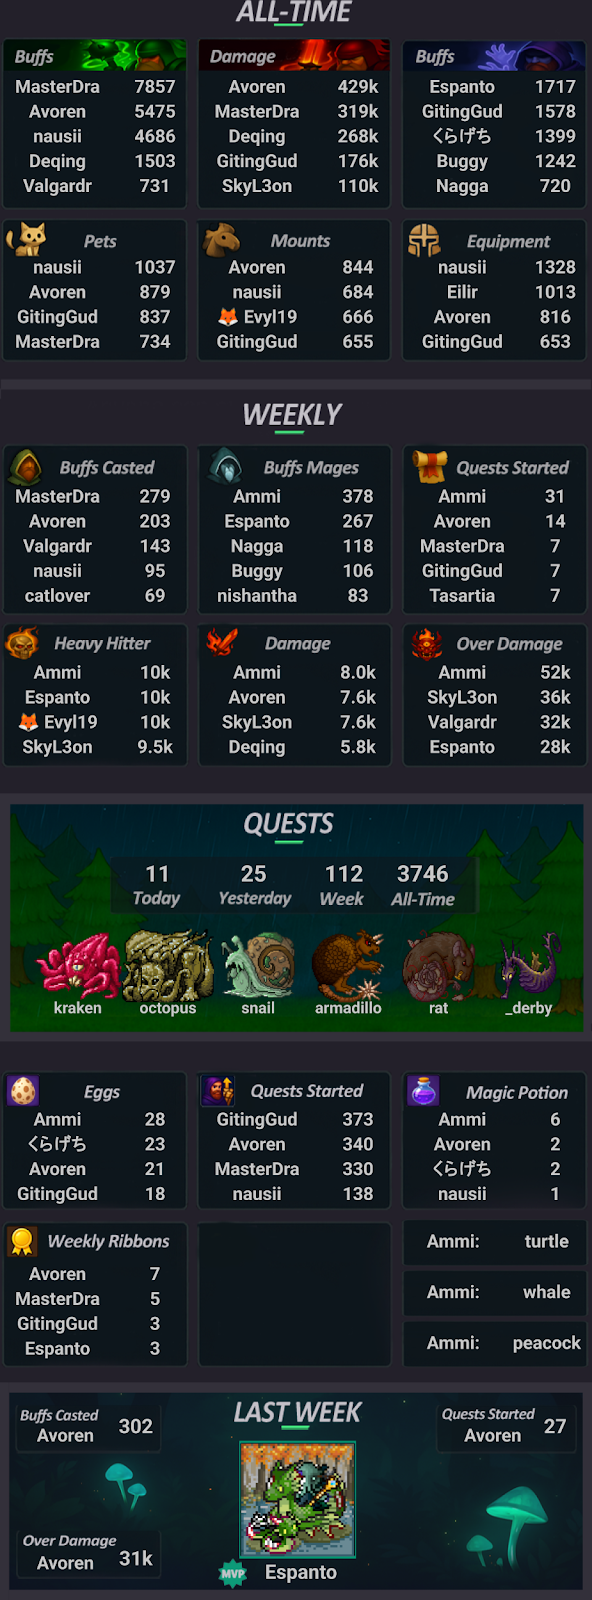 ALL-TIME
Buffs
MasterDra 7857
Avoren 5475
nausii 4686
Deqing 1503
Valgardr 731
Damage
Avoren 429k
MasterDra 319k
Deqing 268k
GitingGud 176k
SkyL3on 110k
Buffs
Espanto 1717
GitingGud 1578
くらげち 1399
Buggy 1242
Nagga 720
Pets
nausii 1037
Avoren 879
GitingGud 837
MasterDra 734
Mounts
Avoren 844
nausii 684
🦊 Evyl19 666
GitingGud 655
Equipment
nausii 1328
Eilir 1013
Avoren 816
GitingGud 653
WEEKLY
Buffs Casted
MasterDra 279
Avoren 203
Valgardr 143
nausii 95
catlover 69
Buffs Mages
Ammi 378
Espanto 267
Nagga 118
Buggy 106
nishantha 83
Quests Started
Ammi 31
Avoren 14
MasterDra 7
GitingGud 7
Tasartia 7
Heavy Hitter
Ammi 10k
Espanto 10k
🦊 Evyl19 10k
SkyL3on 9.5k
Damage
Ammi 8.0k
Avoren 7.6k
SkyL3on 7.6k
Deqing 5.8k
Over Damage
Ammi 52k
SkyL3on 36k
Valgardr 32k
Espanto 28k
QUESTS
11 25 112 3746
Today Yesterday Week All-Time
kraken octopus snail armadillo rat _derby
Eggs
Ammi 28
くらげち 23
Avoren 21
GitingGud 18
Quests Started
GitingGud 373
Avoren 340
MasterDra 330
nausii 138
Magic Potion
Ammi 6
Avoren 2
くらげち 2
nausii 1
Weekly Ribbons
Avoren 7
MasterDra 5
GitingGud 3
Espanto 3
Ammi: turtle
Ammi: whale
Ammi: peacock
LAST WEEK
Buffs Casted
Avoren 302
Quests Started
Avoren 27
Over Damage
Avoren 31k
MVP Espanto